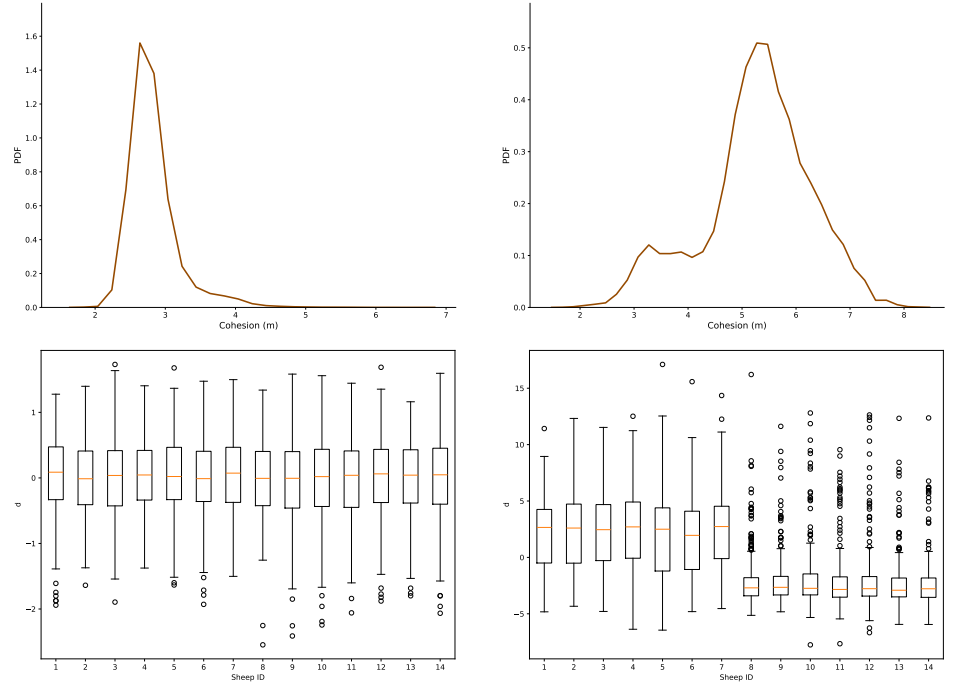 1.6
1.4
1.2
1.0
0.8
0.6
0.4
0.2
0.0
PDF
2 3 4 5 6 7
Cohesion (m)
0.5
0.4
0.3
0.2
0.1
0.0
PDF
2 3 4 5 6 7 8
Cohesion (m)
1
0
−1
−2
d
1 2 3 4 5 6 7 8 9 10 11 12 13 14
Sheep ID
15
10
5
0
−5
d
1 2 3 4 5 6 7 8 9 10 11 12 13 14
Sheep ID